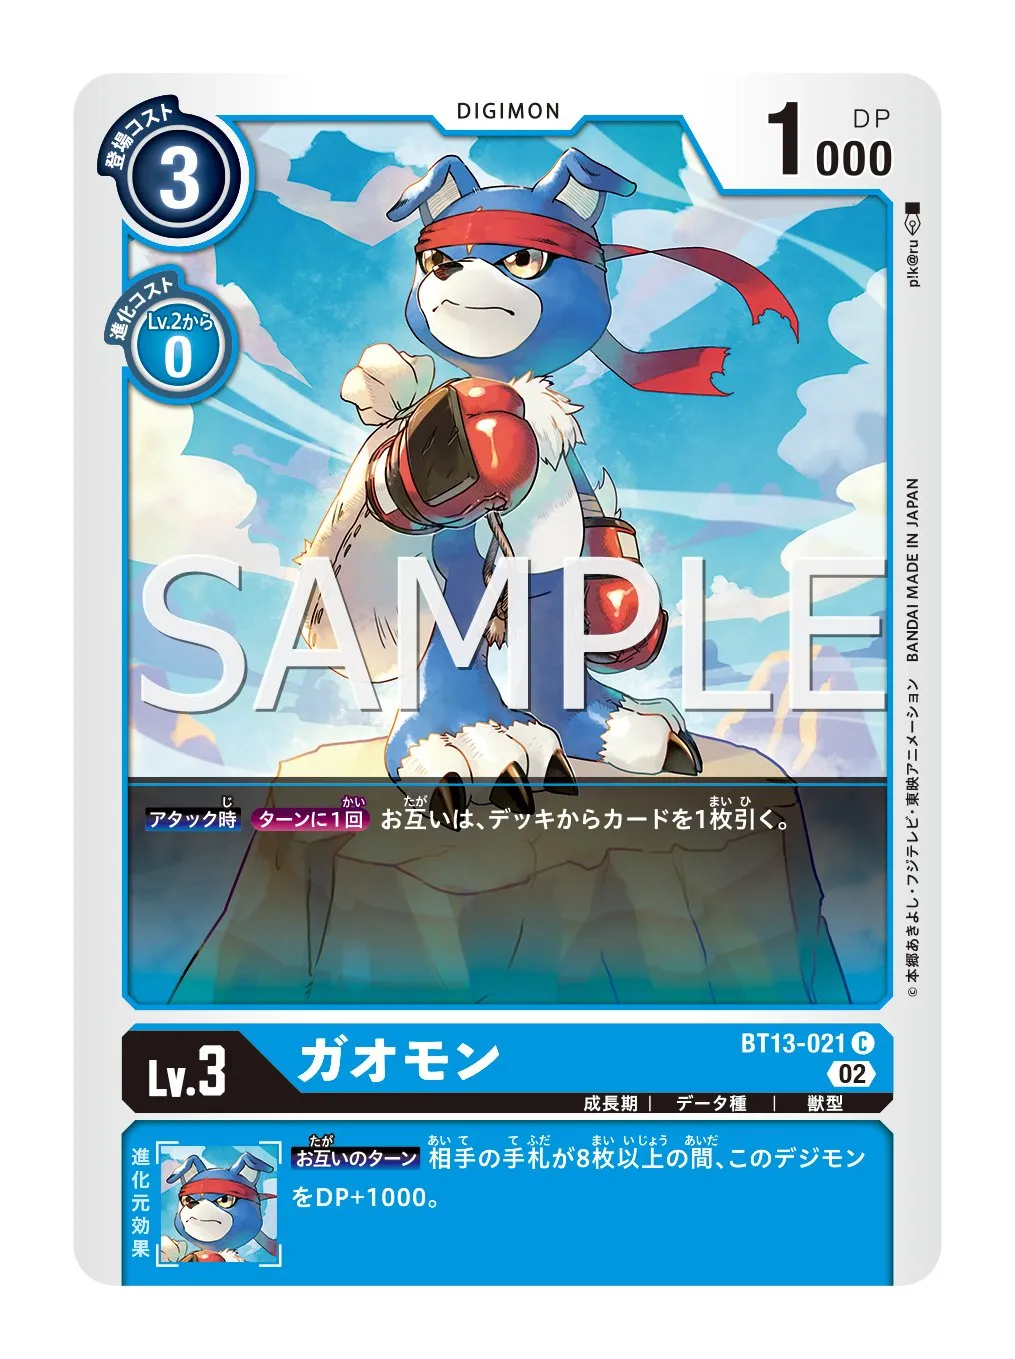 DIGIMON
登場コスト
3
1000
DP
進化コスト
Lv.2から
0
p!k@ru
SAMPLE
アタック時 ターンに1回 お互いは、デッキからカードを1枚引く。
© 本郷あきよし・フジテレビ・東映アニメーション BANDAI MADE IN JAPAN
Lv.3
ガオモン
BT13-021 C
02
成長期 | データ種 | 獣型
進化元効果
お互いのターン 相手の手札が8枚以上の間、このデジモン
をDP+1000。